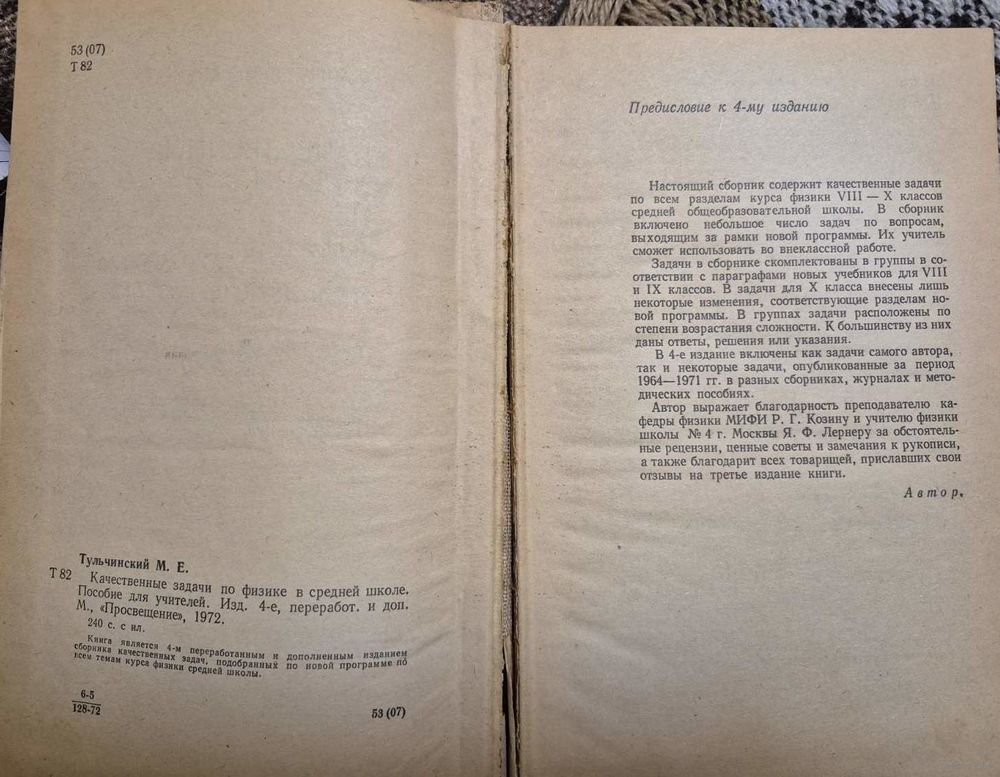 53 (07)
Т 82
Тульчинский М. Е.
Т 82 Качественные задачи по физике в средней школе.
Пособие для учителей. Изд. 4-е, переработ. и доп.
М., «Просвещение», 1972.
240 с. с ил.
Книга является 4-м переработанным и дополненным изданием
сборника качественных задач, подобранных по новой программе по
всем темам курса физики средней школы.
6-5
128-72
53 (07)
Предисловие к 4-му изданию
Настоящий сборник содержит качественные задачи
по всем разделам курса физики VIII — X классов
средней общеобразовательной школы. В сборник
включено небольшое число задач по вопросам,
выходящим за рамки новой программы. Их учитель
сможет использовать во внеклассной работе.
Задачи в сборнике скомплектованы в группы в со-
ответствии с параграфами новых учебников для VIII
и IX классов. В задачи для X класса внесены лишь
некоторые изменения, соответствующие разделам но-
вой программы. В группах задачи расположены по
степени возрастания сложности. К большинству из них
даны ответы, решения или указания.
В 4-е издание включены как задачи самого автора,
так и некоторые задачи, опубликованные за период
1964—1971 гг. в разных сборниках, журналах и мето-
дических пособиях.
Автор выражает благодарность преподавателю ка-
федры физики МИФИ Р. Г. Козину и учителю физики
школы № 4 г. Москвы Я. Ф. Лернеру за обстоятель-
ные рецензии, ценные советы и замечания к рукописи,
а также благодарит всех товарищей, приславших свои
отзывы на третье издание книги.
Автор.